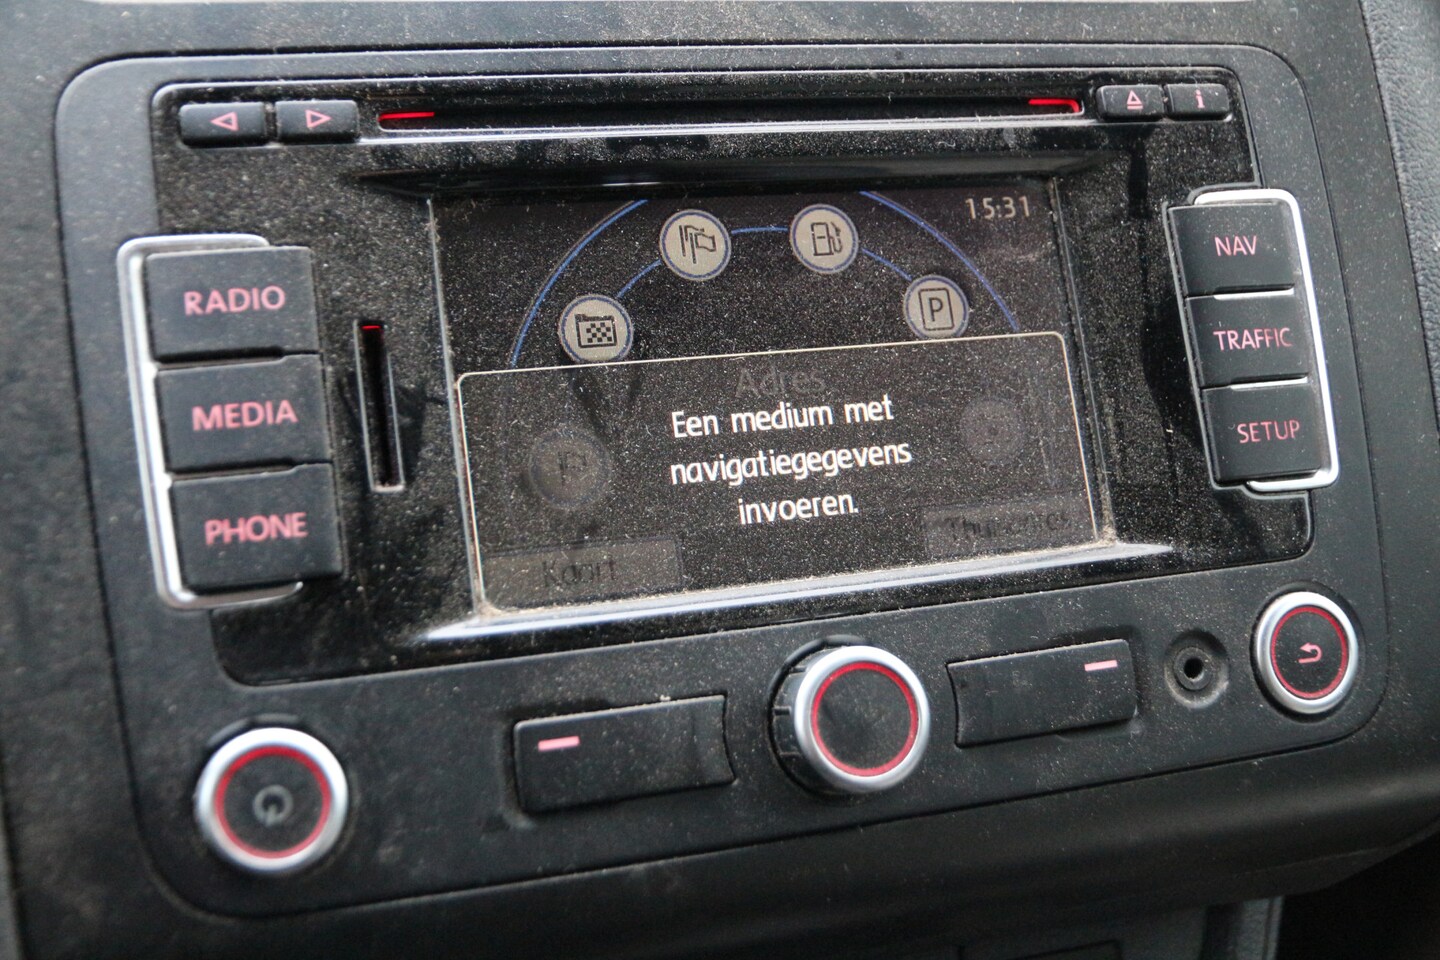 15:31
NAV
RADIO
P
TRAFFIC
Adres
MEDIA
Een medium met
navigatiegegevens
invoeren.
SETUP
PHONE
Kaart